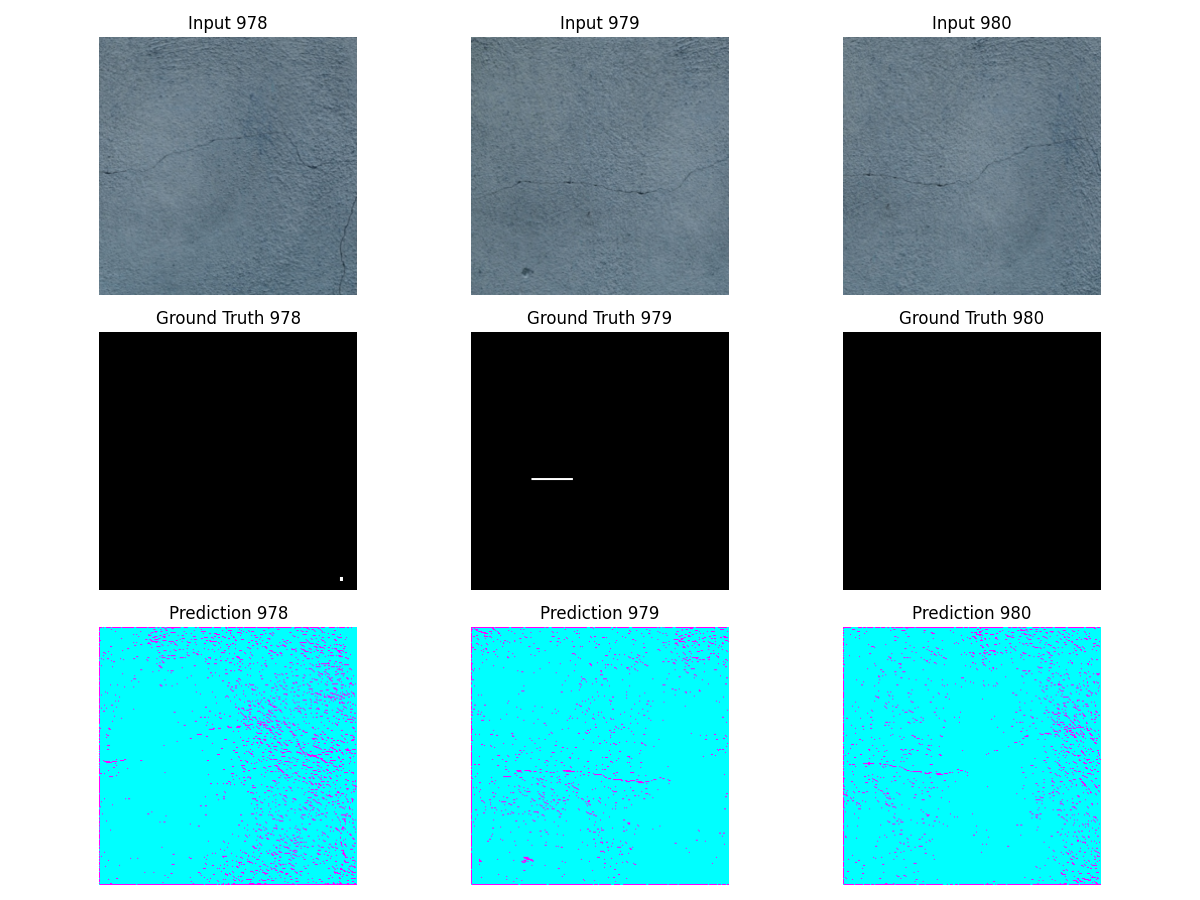 Input 978
Input 979
Input 980
Ground Truth 978
Ground Truth 979
Ground Truth 980
Prediction 978
Prediction 979
Prediction 980